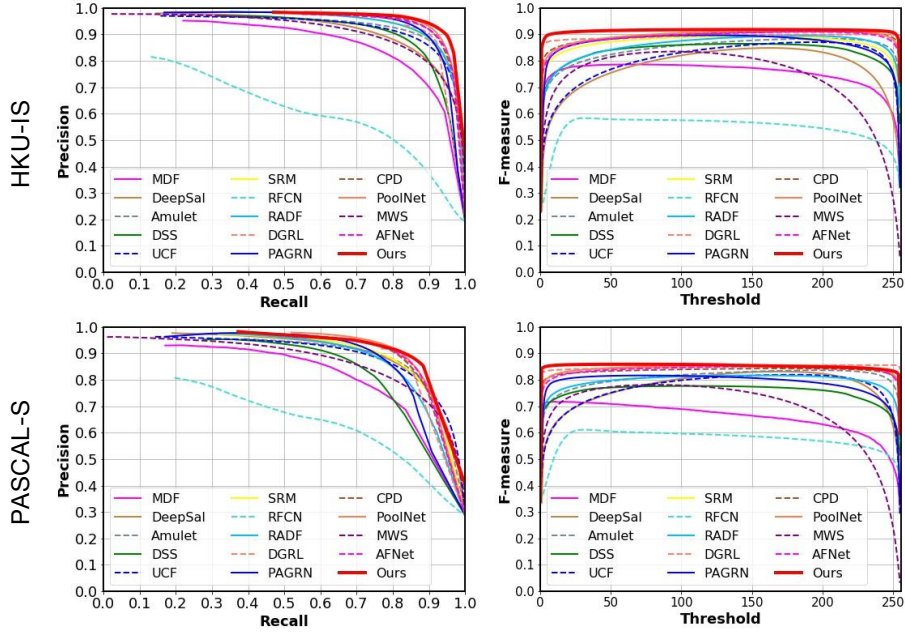 HKU-IS
Precision
1.0
0.9
0.8
0.7
0.6
0.5
0.4
0.3
0.2
0.1
0.0
MDF SRM CPD
DeepSal RFCN PoolNet
Amulet RADF MWS
DSS DGRL AFNet
UCF PAGRN Ours
0.0 0.1 0.2 0.3 0.4 0.5 0.6 0.7 0.8 0.9 1.0
Recall
F-measure
1.0
0.9
0.8
0.7
0.6
0.5
0.4
0.3
0.2
0.1
0.0
MDF SRM CPD
DeepSal RFCN PoolNet
Amulet RADF MWS
DSS DGRL AFNet
UCF PAGRN Ours
0 50 100 150 200 250
Threshold
PASCAL-S
Precision
1.0
0.9
0.8
0.7
0.6
0.5
0.4
0.3
0.2
0.1
0.0
MDF SRM CPD
DeepSal RFCN PoolNet
Amulet RADF MWS
DSS DGRL AFNet
UCF PAGRN Ours
0.0 0.1 0.2 0.3 0.4 0.5 0.6 0.7 0.8 0.9 1.0
Recall
F-measure
1.0
0.9
0.8
0.7
0.6
0.5
0.4
0.3
0.2
0.1
0.0
MDF SRM CPD
DeepSal RFCN PoolNet
Amulet RADF MWS
DSS DGRL AFNet
UCF PAGRN Ours
0 50 100 150 200 250
Threshold